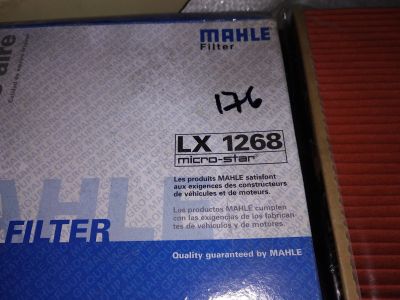 MAHLE
Filter
176
LX 1268
micro-star
Les produits MAHLE satisfont
aux exigences des constructeurs
de véhicules et de moteurs.
Los productos MAHLE cumplen
con las exigencias de los fabrican
tes de vehículos y de motores.
FILTER
Quality guaranteed by MAHLE